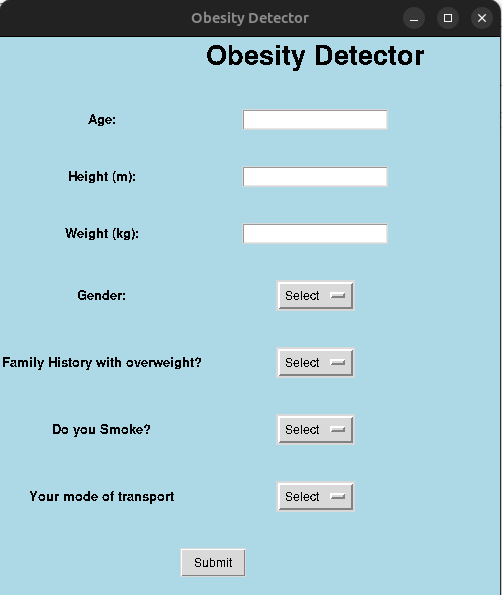 Obesity Detector
Obesity Detector
Age:
Height (m):
Weight (kg):
Gender: Select
Family History with overweight? Select
Do you Smoke? Select
Your mode of transport Select
Submit